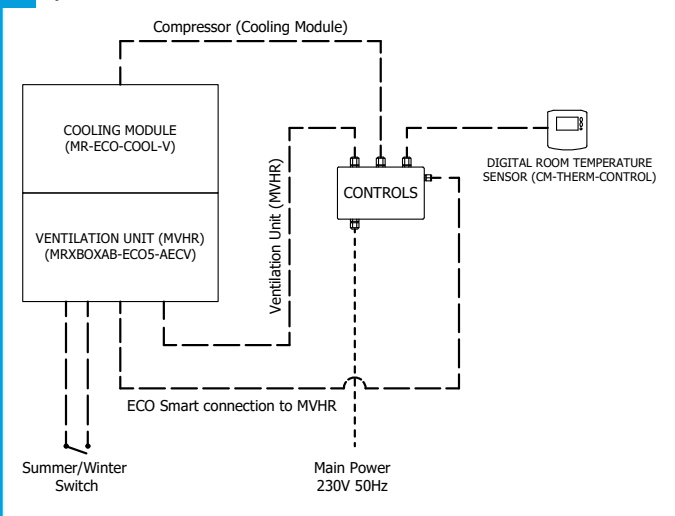 Compressor (Cooling Module)
COOLING MODULE
(MR-ECO-COOL-V)
DIGITAL ROOM TEMPERATURE
SENSOR (CM-THERM-CONTROL)
CONTROLS
Ventilation Unit (MVHR)
VENTILATION UNIT (MVHR)
(MRXBOXAB-ECO5-AECV)
ECO Smart connection to MVHR
Summer/Winter
Switch
Main Power
230V 50Hz